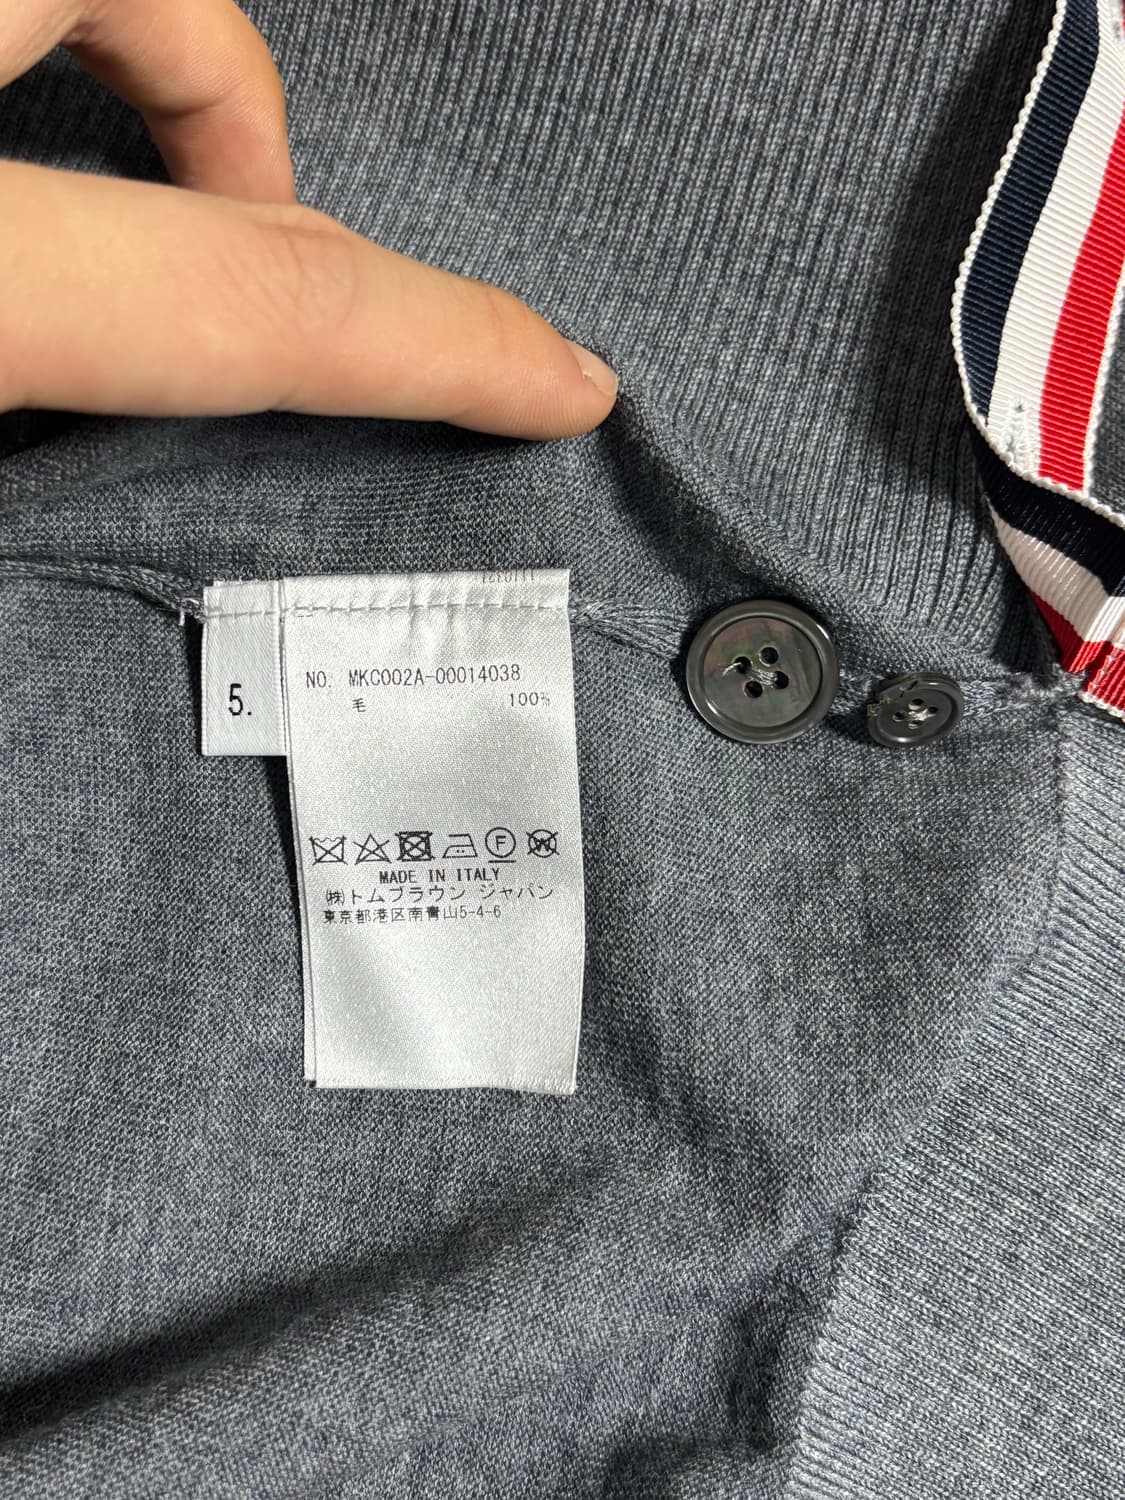 5.
NO. MKC002A-00014038
毛 100%
F
W
MADE IN ITALY
㈱トムブラウン ジャパン
東京都港区南青山5-4-6